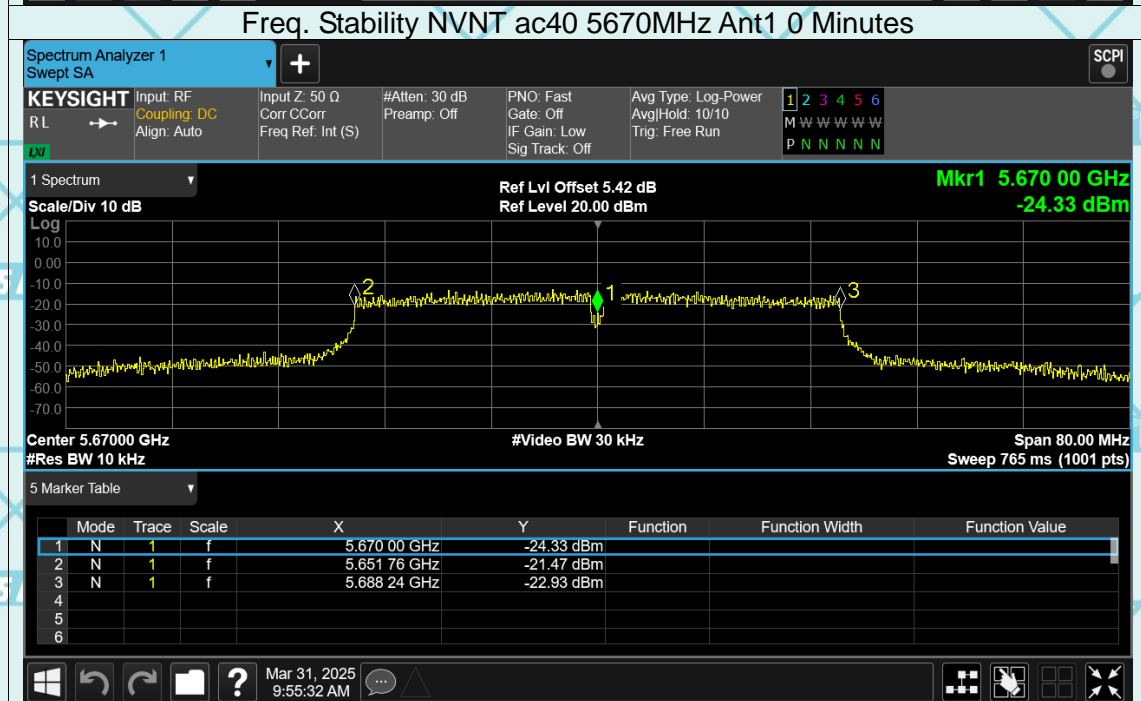 Freq. Stability NVNT ac40 5670MHz Ant1 0 Minutes
Spectrum Analyzer 1
Swept SA
+
SCPI
KEYSIGHT
R L
LXI
Input: RF
Coupling: DC
Align: Auto
Input Z: 50 Ω
Corr CCorr
Freq Ref: Int (S)
#Atten: 30 dB
Preamp: Off
PNO: Fast
Gate: Off
IF Gain: Low
Sig Track: Off
Avg Type: Log-Power
Avg|Hold: 10/10
Trig: Free Run
1 2 3 4 5 6
M W W W W W
P N N N N N
1 Spectrum
Scale/Div 10 dB
Ref Lvl Offset 5.42 dB
Ref Level 20.00 dBm
Mkr1 5.670 00 GHz
-24.33 dBm
Log
10.0
0.00
-10.0
-20.0
-30.0
-40.0
-50.0
-60.0
-70.0
2
1
3
Center 5.67000 GHz
#Res BW 10 kHz
#Video BW 30 kHz
Span 80.00 MHz
Sweep 765 ms (1001 pts)
5 Marker Table
Mode Trace Scale X Y Function Function Width Function Value
1 N 1 f 5.670 00 GHz -24.33 dBm
2 N 1 f 5.651 76 GHz -21.47 dBm
3 N 1 f 5.688 24 GHz -22.93 dBm
4
5
6
?
Mar 31, 2025
9:55:32 AM